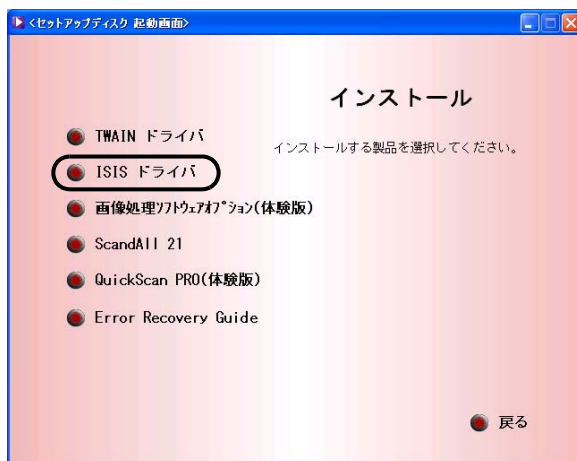 <セットアップディスク 起動画面>
インストール
インストールする製品を選択してください。
TWAIN ドライバ
ISIS ドライバ
画像処理ソフトウェアオプション(体験版)
ScandAll 21
QuickScan PRO(体験版)
Error Recovery Guide
戻る